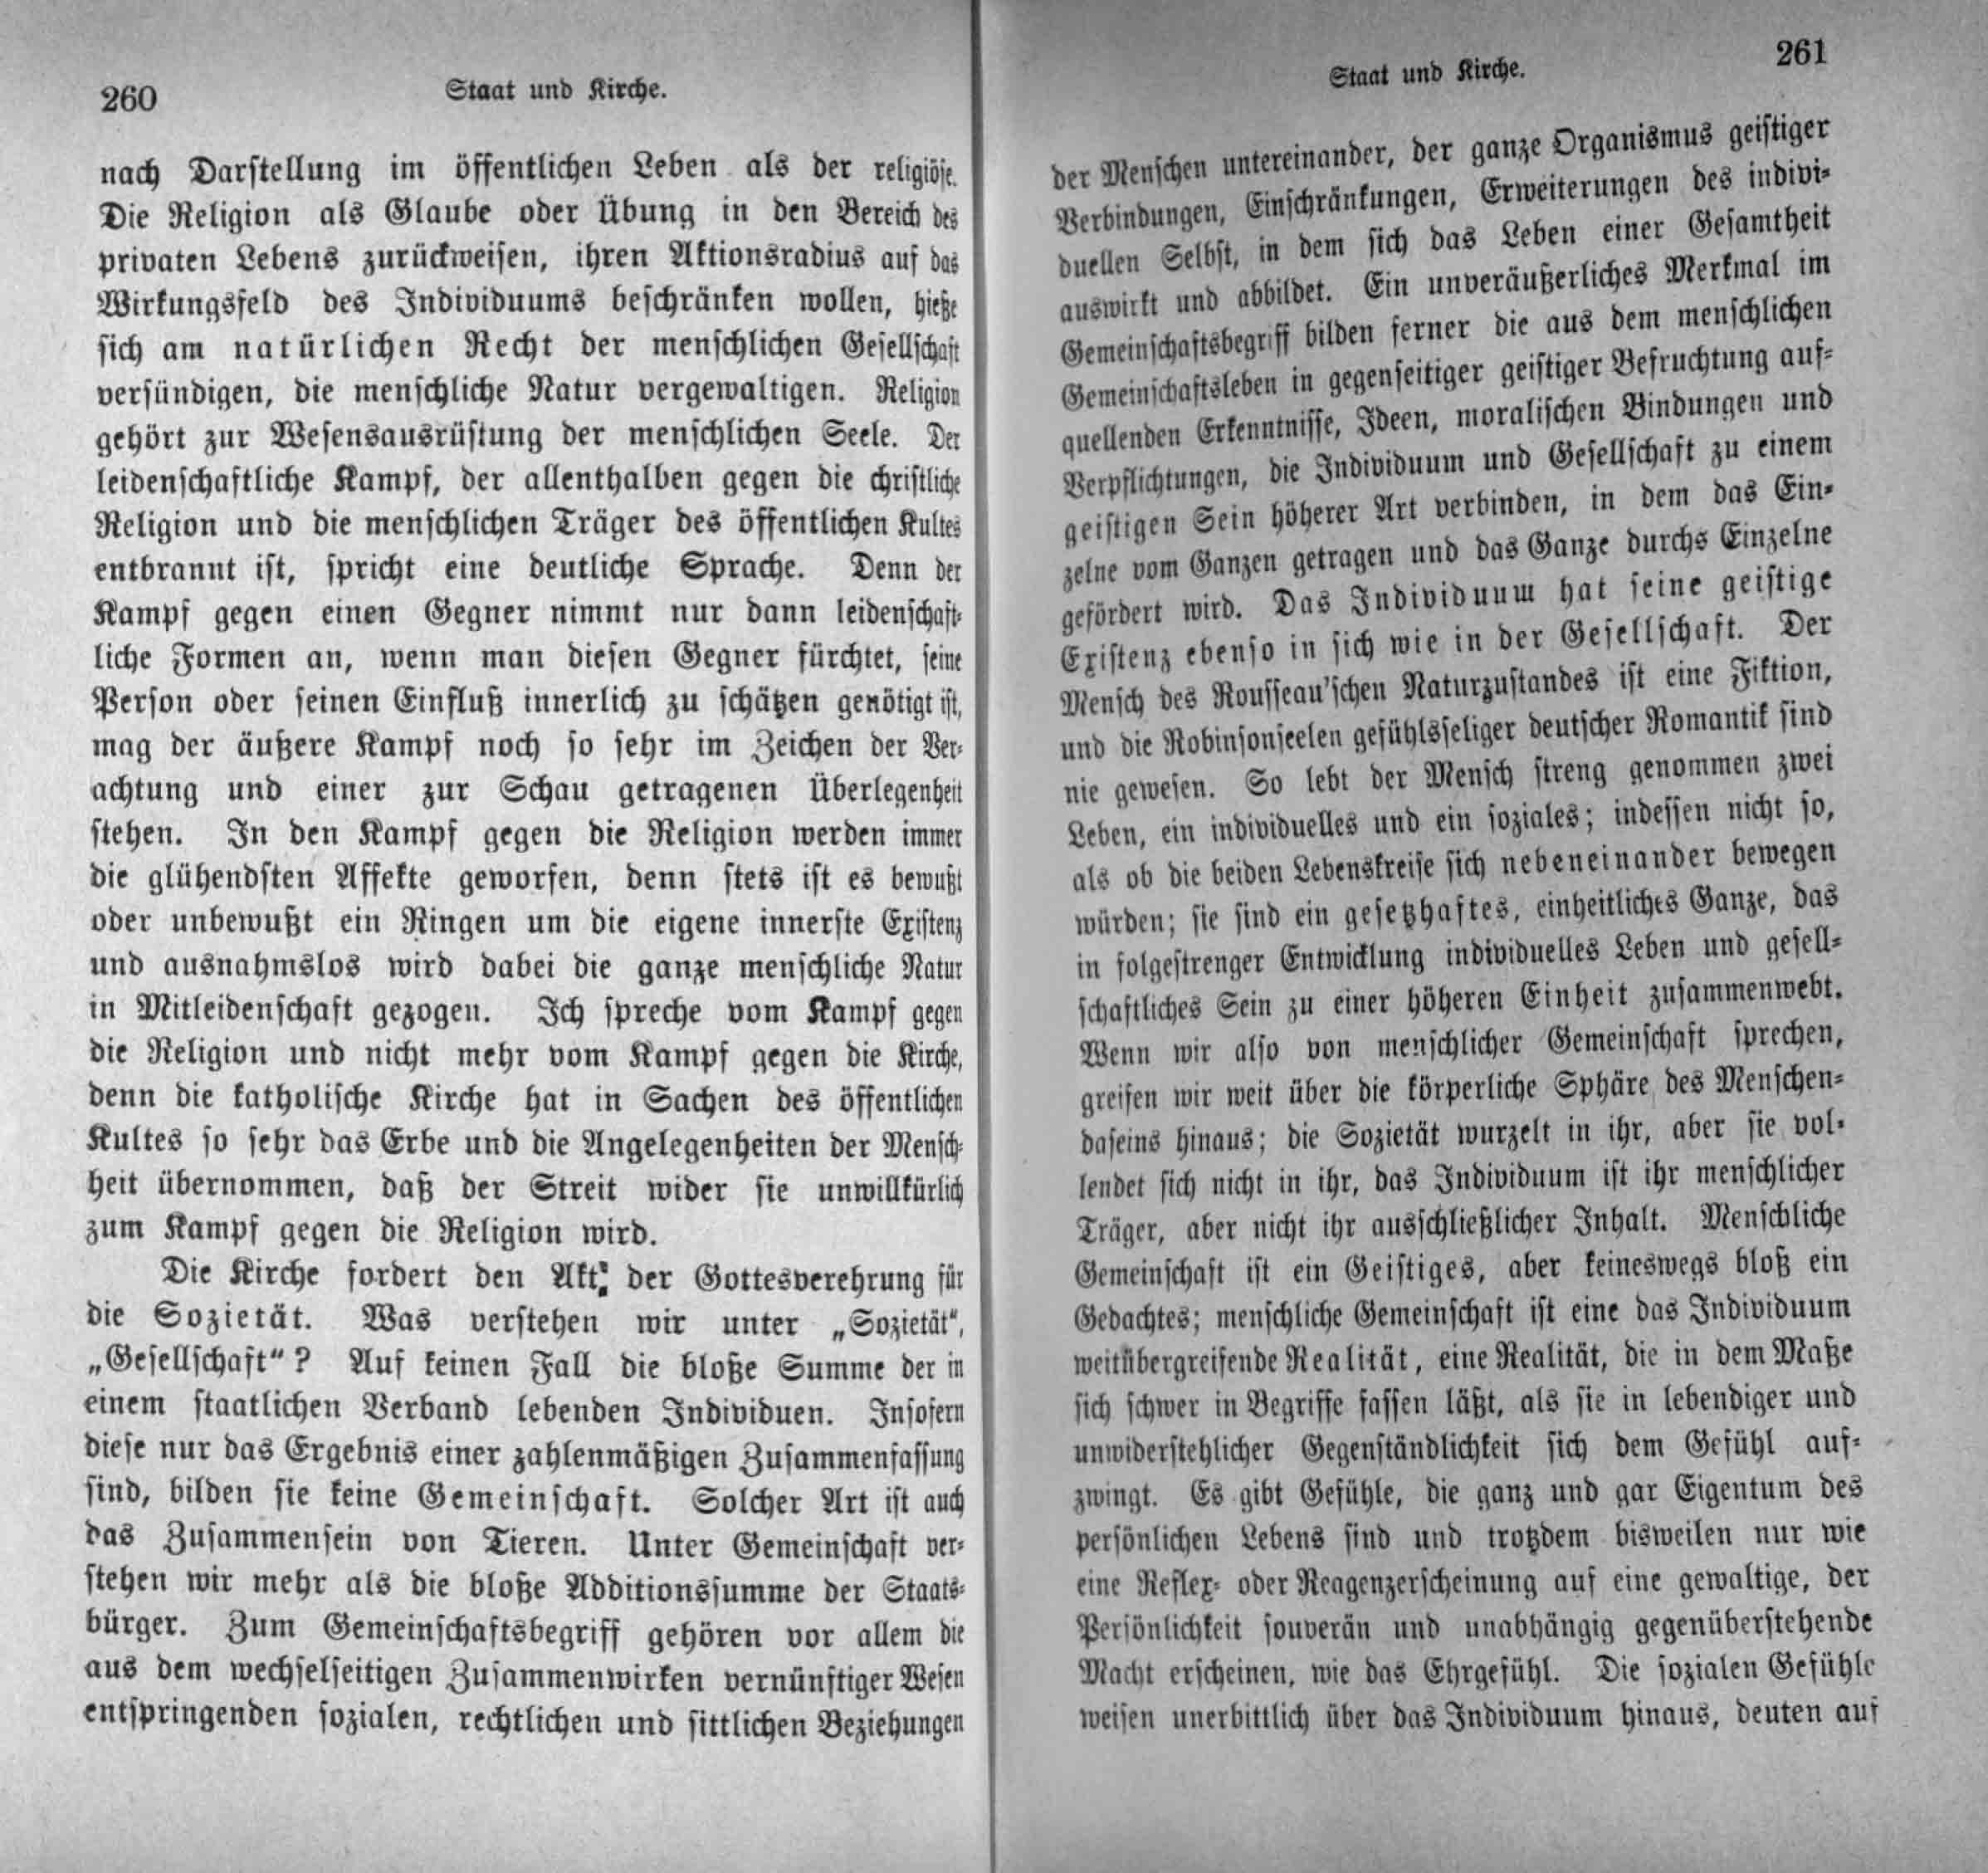 260
Staat und Kirche.
nach Darstellung im öffentlichen Leben als der religiöse.
Die Religion als Glaube oder Übung in den Bereich des
privaten Lebens zurückweisen, ihren Aktionsradius auf das
Wirkungsfeld des Individuums beschränken wollen, hieße
sich am natürlichen Recht der menschlichen Gesellschaft
versündigen, die menschliche Natur vergewaltigen. Religion
gehört zur Wesensausrüstung der menschlichen Seele. Der
leidenschaftliche Kampf, der allenthalben gegen die christliche
Religion und die menschlichen Träger des öffentlichen Kultes
entbrannt ist, spricht eine deutliche Sprache. Denn der
Kampf gegen einen Gegner nimmt nur dann leidenschaft-
liche Formen an, wenn man diesen Gegner fürchtet, seine
Person oder seinen Einfluß innerlich zu schätzen genötigt ist,
mag der äußere Kampf noch so sehr im Zeichen der Ver-
achtung und einer zur Schau getragenen Überlegenheit
stehen. In den Kampf gegen die Religion werden immer
die glühendsten Affekte geworfen, denn stets ist es bewußt
oder unbewußt ein Ringen um die eigene innerste Existenz
und ausnahmslos wird dabei die ganze menschliche Natur
in Mitleidenschaft gezogen. Ich spreche vom Kampf gegen
die Religion und nicht mehr vom Kampf gegen die Kirche,
denn die katholische Kirche hat in Sachen des öffentlichen
Kultes so sehr das Erbe und die Angelegenheiten der Mensch-
heit übernommen, daß der Streit wider sie unwillkürlich
zum Kampf gegen die Religion wird.
Die Kirche fordert den Akt der Gottesverehrung für
die Sozietät. Was verstehen wir unter „Sozietät“,
„Gesellschaft“? Auf keinen Fall die bloße Summe der in
einem staatlichen Verband lebenden Individuen. Insofern
diese nur das Ergebnis einer zahlenmäßigen Zusammenfassung
sind, bilden sie keine Gemeinschaft. Solcher Art ist auch
das Zusammensein von Tieren. Unter Gemeinschaft ver-
stehen wir mehr als die bloße Additionssumme der Staats-
bürger. Zum Gemeinschaftsbegriff gehören vor allem die
aus dem wechselseitigen Zusammenwirken vernünftiger Wesen
entspringenden sozialen, rechtlichen und sittlichen Beziehungen
Staat und Kirche.
261
der Menschen untereinander, der ganze Organismus geistiger
Verbindungen, Einschränkungen, Erweiterungen des indivi-
duellen Selbst, in dem sich das Leben einer Gesamtheit
auswirkt und abbildet. Ein unveräußerliches Merkmal im
Gemeinschaftsbegriff bilden ferner die aus dem menschlichen
Gemeinschaftsleben in gegenseitiger geistiger Befruchtung auf-
quellenden Erkenntnisse, Ideen, moralischen Bindungen und
Verpflichtungen, die Individuum und Gesellschaft zu einem
geistigen Sein höherer Art verbinden, in dem das Ein-
zelne vom Ganzen getragen und das Ganze durchs Einzelne
gefördert wird. Das Individuum hat seine geistige
Existenz ebenso in sich wie in der Gesellschaft. Der
Mensch des Rousseau'schen Naturzustandes ist eine Fiktion,
und die Robinsonseelen gefühlsseliger deutscher Romantik sind
nie gewesen. So lebt der Mensch streng genommen zwei
Leben, ein individuelles und ein soziales; indessen nicht so,
als ob die beiden Lebenskreise sich nebeneinander bewegen
würden; sie sind ein gesetzhaftes, einheitliches Ganze, das
in folgestrenger Entwicklung individuelles Leben und gesell-
schaftliches Sein zu einer höheren Einheit zusammenwebt.
Wenn wir also von menschlicher Gemeinschaft sprechen,
greifen wir weit über die körperliche Sphäre des Menschen-
daseins hinaus; die Sozietät wurzelt in ihr, aber sie vol-
lendet sich nicht in ihr, das Individuum ist ihr menschlicher
Träger, aber nicht ihr ausschließlicher Inhalt. Menschliche
Gemeinschaft ist ein Geistiges, aber keineswegs bloß ein
Gedachtes; menschliche Gemeinschaft ist eine das Individuum
weitübergreifende Realität, eine Realität, die in dem Maße
sich schwer in Begriffe fassen läßt, als sie in lebendiger und
unwiderstehlicher Gegenständlichkeit sich dem Gefühl auf-
zwingt. Es gibt Gefühle, die ganz und gar Eigentum des
persönlichen Lebens sind und trotzdem bisweilen nur wie
eine Reflex- oder Reagenzerscheinung auf eine gewaltige, der
Persönlichkeit souverän und unabhängig gegenüberstehende
Macht erscheinen, wie das Ehrgefühl. Die sozialen Gefühle
weisen unerbittlich über das Individuum hinaus, deuten auf